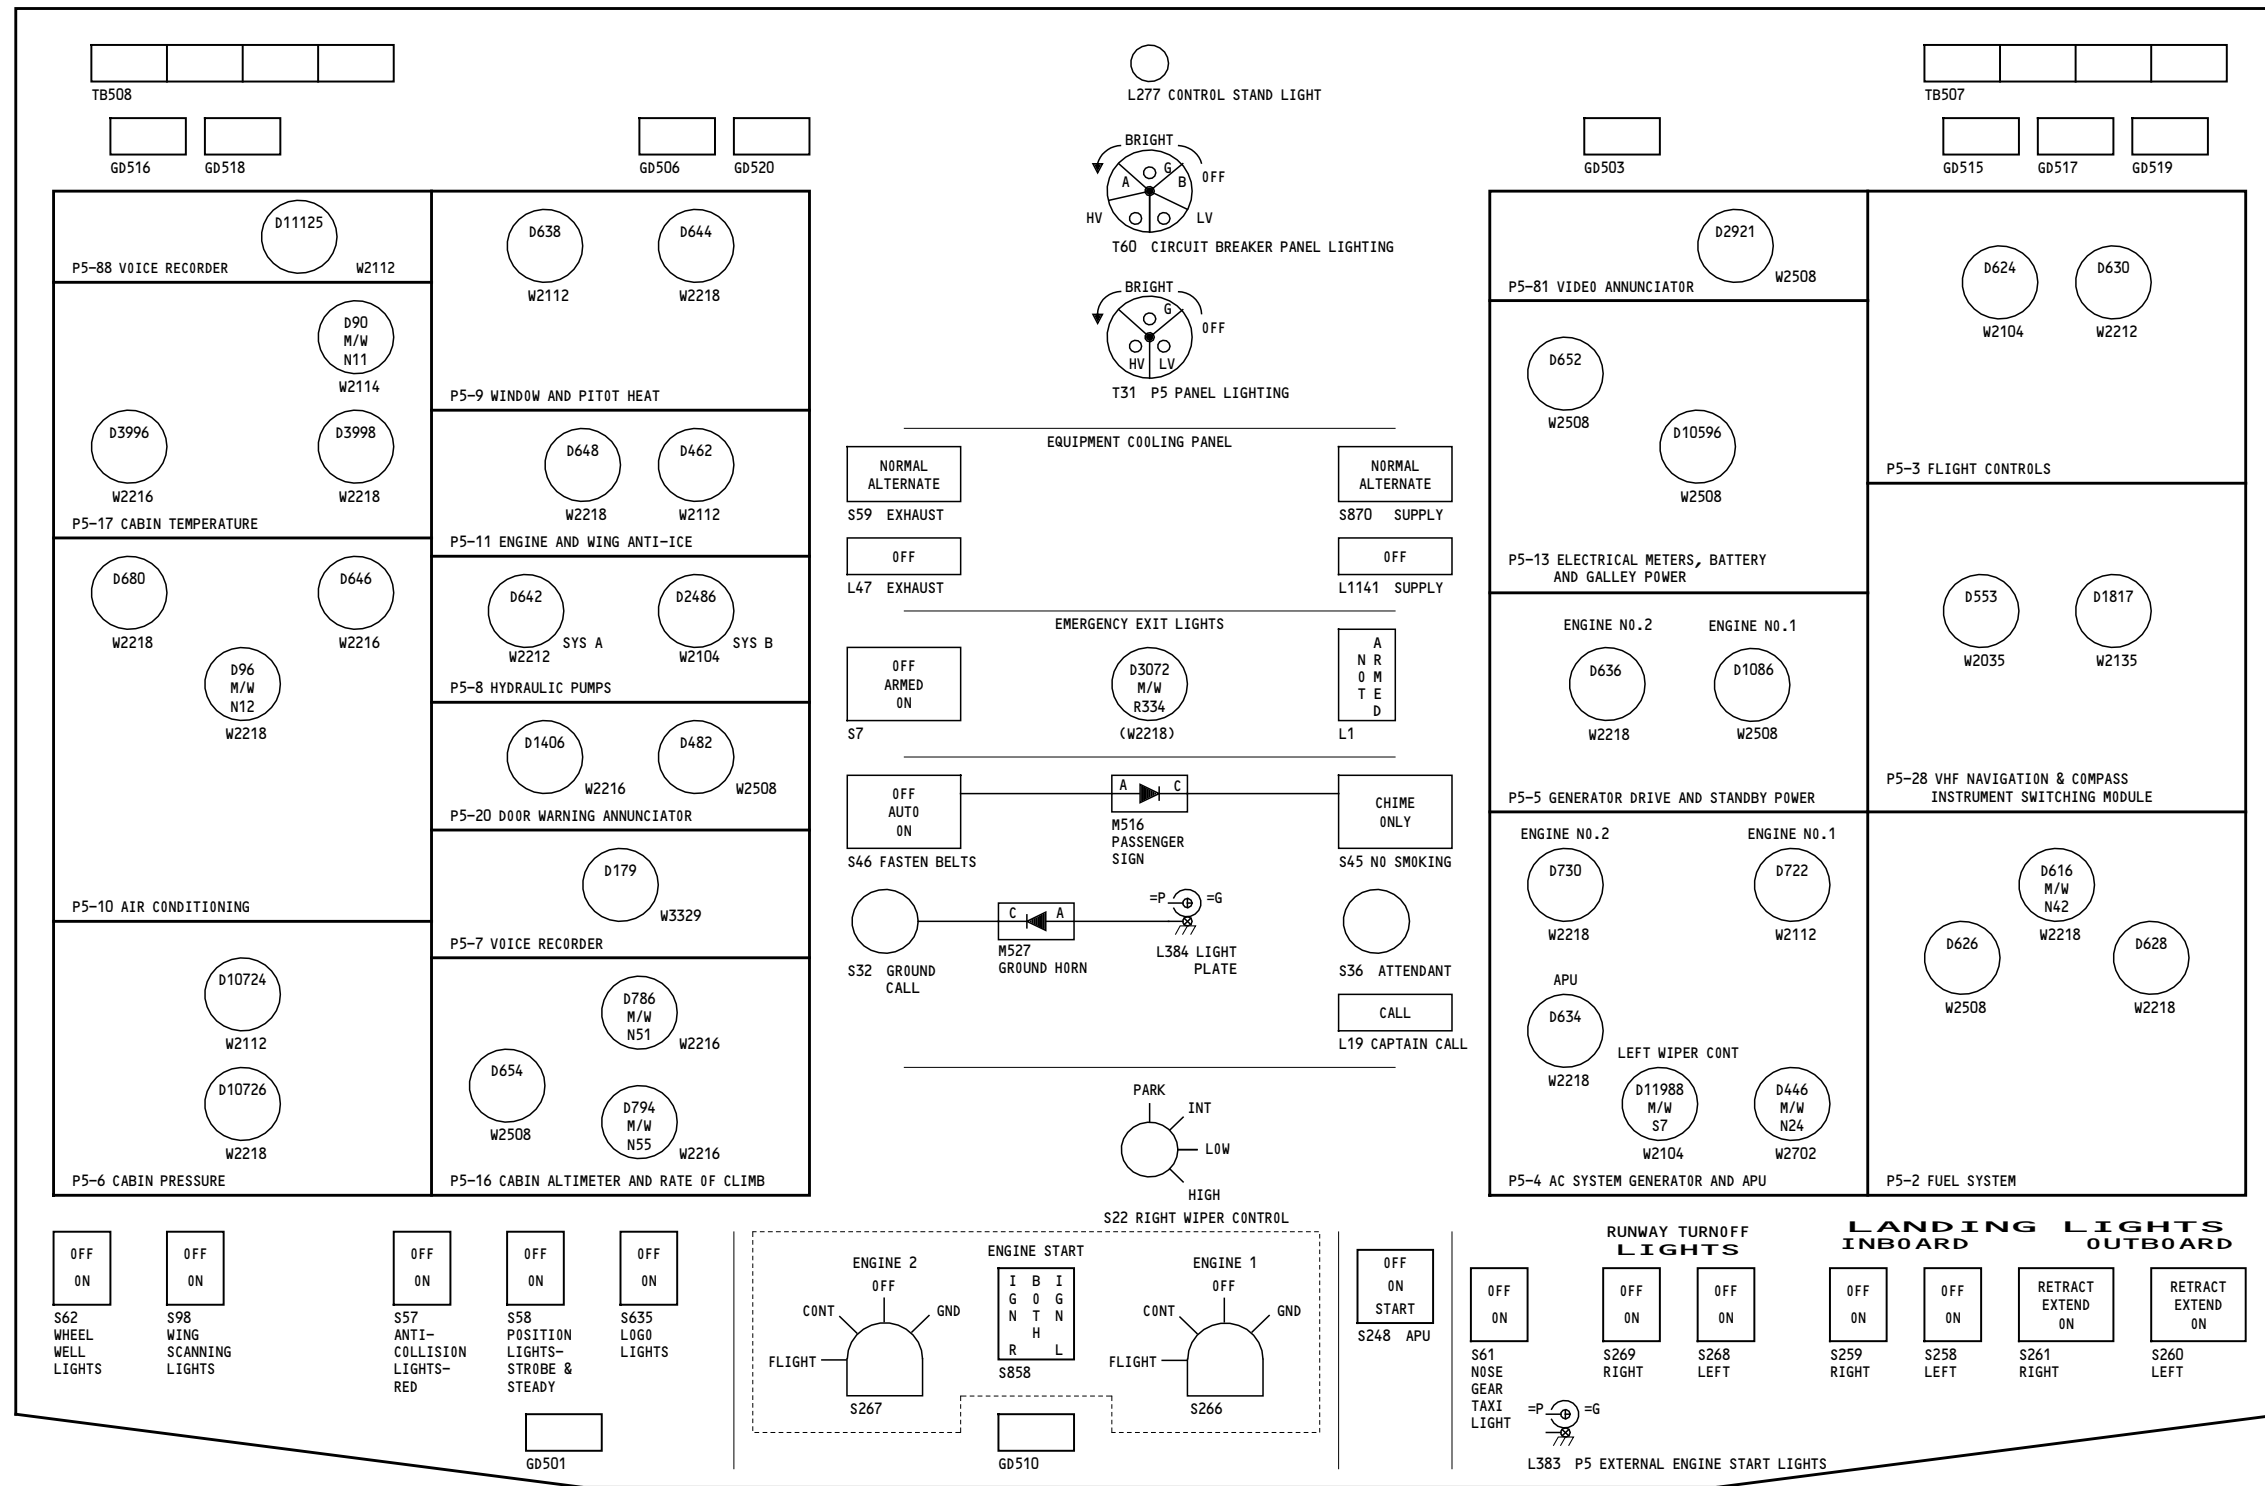 TB508
GD516
GD518
GD506
GD520
D11125
P5-88 VOICE RECORDER
W2112
D90
M/W
N11
W2114
D3996
W2216
D3998
W2218
P5-17 CABIN TEMPERATURE
D680
W2218
D646
W2216
D96
M/W
N12
W2218
P5-10 AIR CONDITIONING
D10724
W2112
D10726
W2218
P5-6 CABIN PRESSURE
D638
W2112
D644
W2218
P5-9 WINDOW AND PITOT HEAT
D648
W2218
D462
W2112
P5-11 ENGINE AND WING ANTI-ICE
D642
W2212
SYS A
D2486
W2104
SYS B
P5-8 HYDRAULIC PUMPS
D1406
W2216
D482
W2508
P5-20 DOOR WARNING ANNUNCIATOR
D179
W3329
P5-7 VOICE RECORDER
D786
M/W
N51
W2216
D654
W2508
D794
M/W
N55
W2216
P5-16 CABIN ALTIMETER AND RATE OF CLIMB
L277 CONTROL STAND LIGHT
BRIGHT
OFF
A
G
B
HV
LV
T60 CIRCUIT BREAKER PANEL LIGHTING
BRIGHT
OFF
G
HV
LV
T31 P5 PANEL LIGHTING
EQUIPMENT COOLING PANEL
NORMAL
ALTERNATE
S59 EXHAUST
NORMAL
ALTERNATE
S870 SUPPLY
OFF
L47 EXHAUST
OFF
L1141 SUPPLY
EMERGENCY EXIT LIGHTS
OFF
ARMED
ON
S7
D3072
M/W
R334
(W2218)
NOT
ARMED
L1
OFF
AUTO
ON
S46 FASTEN BELTS
A
C
M516
PASSENGER
SIGN
CHIME
ONLY
S45 NO SMOKING
S32 GROUND
CALL
C
A
M527
GROUND HORN
=P
=G
L384 LIGHT
PLATE
S36 ATTENDANT
CALL
L19 CAPTAIN CALL
PARK
INT
LOW
HIGH
S22 RIGHT WIPER CONTROL
TB507
GD503
GD515
GD517
GD519
D2921
W2508
P5-81 VIDEO ANNUNCIATOR
D652
W2508
D10596
W2508
P5-13 ELECTRICAL METERS, BATTERY
AND GALLEY POWER
ENGINE NO.2
ENGINE NO.1
D636
W2218
D1086
W2508
P5-5 GENERATOR DRIVE AND STANDBY POWER
ENGINE NO.2
ENGINE NO.1
D730
W2218
D722
W2112
APU
D634
W2218
LEFT WIPER CONT
D11988
M/W
S7
W2104
D446
M/W
N24
W2702
P5-4 AC SYSTEM GENERATOR AND APU
D624
W2104
D630
W2212
P5-3 FLIGHT CONTROLS
D553
W2035
D1817
W2135
P5-28 VHF NAVIGATION & COMPASS
INSTRUMENT SWITCHING MODULE
D616
M/W
N42
W2218
D626
W2508
D628
W2218
P5-2 FUEL SYSTEM
OFF
ON
S62
WHEEL
WELL
LIGHTS
OFF
ON
S98
WING
SCANNING
LIGHTS
OFF
ON
S57
ANTI-
COLLISION
LIGHTS-
RED
OFF
ON
S58
POSITION
LIGHTS-
STROBE &
STEADY
OFF
ON
S635
LOGO
LIGHTS
GD501
ENGINE 2
OFF
CONT
GND
FLIGHT
S267
ENGINE START
IGN R
BOTH
IGN L
S858
ENGINE 1
OFF
CONT
GND
FLIGHT
S266
GD510
OFF
ON
START
S248 APU
OFF
ON
S61
NOSE
GEAR
TAXI
LIGHT
RUNWAY TURNOFF
LIGHTS
OFF
ON
S269
RIGHT
OFF
ON
S268
LEFT
LANDING LIGHTS
INBOARD
OUTBOARD
OFF
ON
S259
RIGHT
OFF
ON
S258
LEFT
RETRACT
EXTEND
ON
S261
RIGHT
RETRACT
EXTEND
ON
S260
LEFT
=P
=G
L383 P5 EXTERNAL ENGINE START LIGHTS